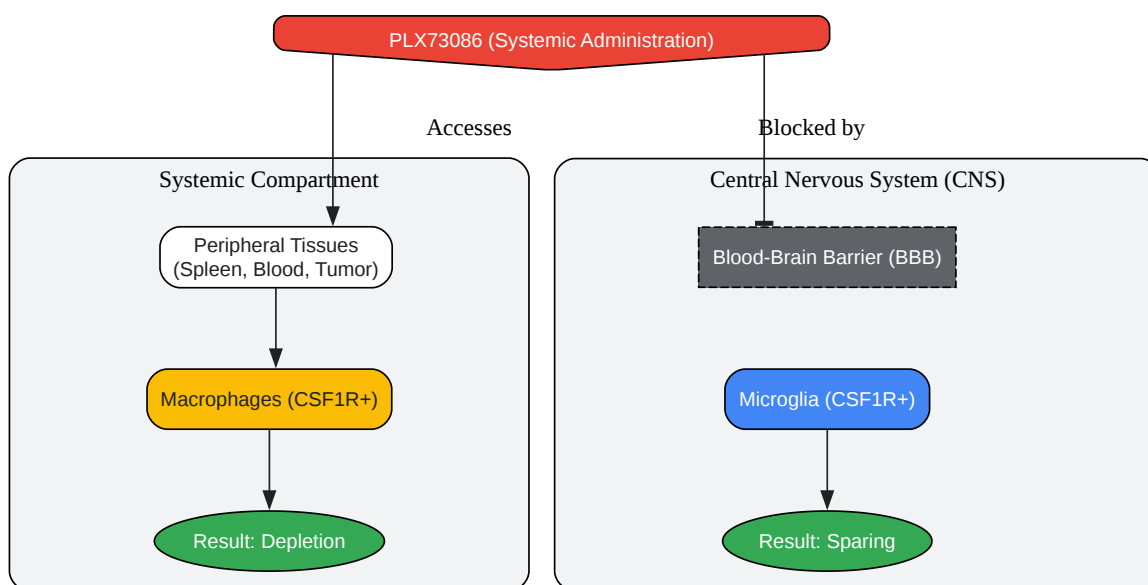 PLX73086 (Systemic Administration)
Accesses
Blocked by
Systemic Compartment
Peripheral Tissues
(Spleen, Blood, Tumor)
Macrophages (CSF1R+)
Result: Depletion
Central Nervous System (CNS)
Blood-Brain Barrier (BBB)
Microglia (CSF1R+)
Result: Sparing